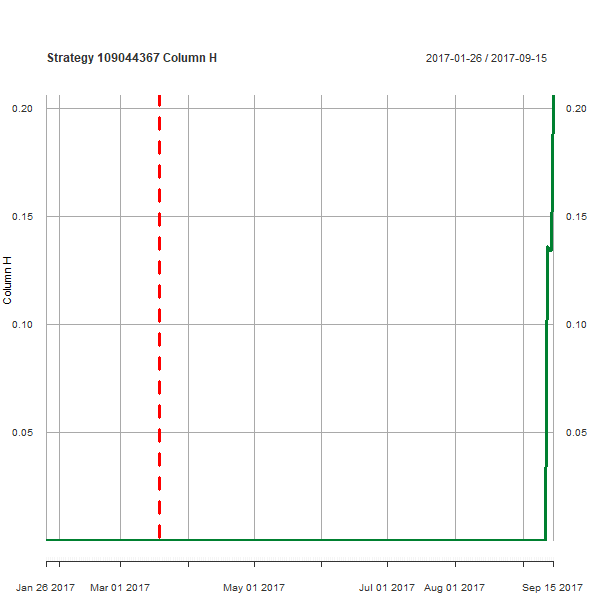 Strategy 109044367 Column H
2017-01-26 / 2017-09-15
0.20
0.20
0.15
0.15
Column H
0.10
0.10
0.05
0.05
Jan 26 2017
Mar 01 2017
May 01 2017
Jul 01 2017
Aug 01 2017
Sep 15 2017